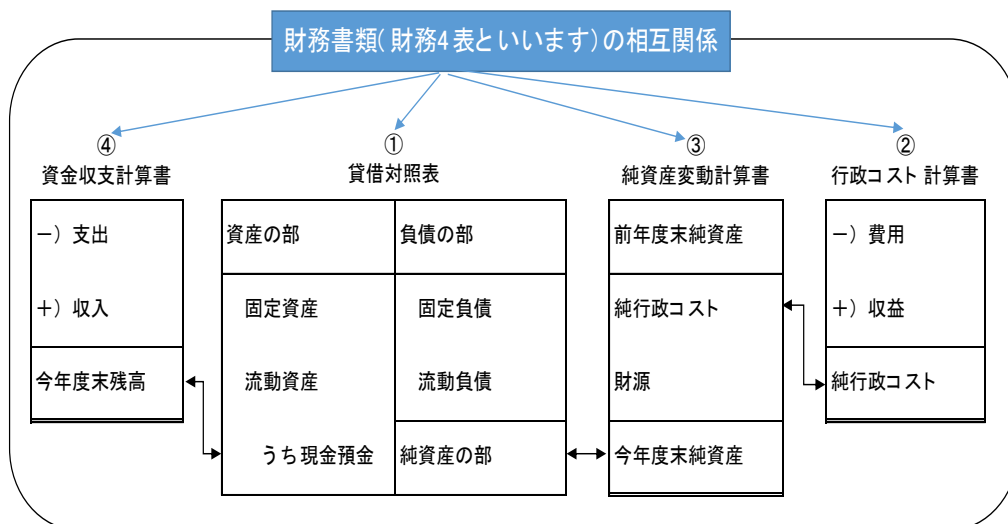 財務書類(財務4表といいます)の相互関係
④
資金収支計算書
－）支出
＋）収入
今年度末残高
①
貸借対照表
資産の部
固定資産
流動資産
うち現金預金
負債の部
固定負債
流動負債
純資産の部
③
純資産変動計算書
前年度末純資産
純行政コスト
財源
今年度末純資産
②
行政コスト計算書
－）費用
＋）収益
純行政コスト